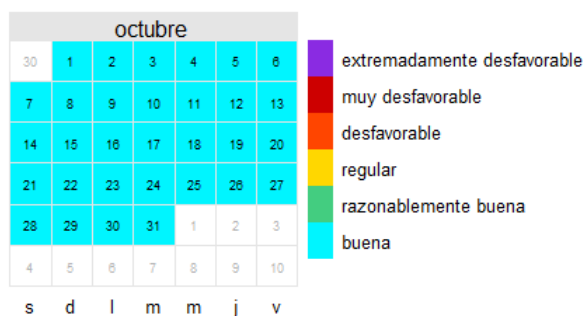 octubre
30 1 2 3 4 5 6
7 8 9 10 11 12 13
14 15 16 17 18 19 20
21 22 23 24 25 26 27
28 29 30 31 1 2 3
4 5 6 7 8 9 10
s d l m m j v
extremadamente desfavorable
muy desfavorable
desfavorable
regular
razonablemente buena
buena